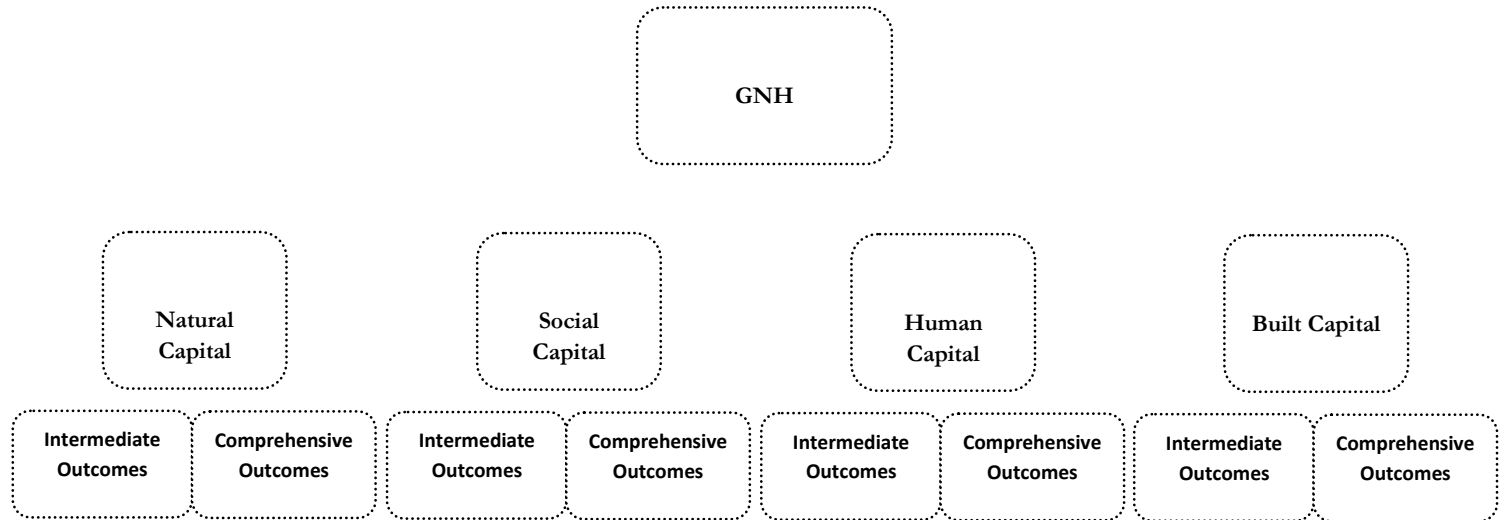 GNH
Natural
Capital
Social
Capital
Human
Capital
Built Capital
Intermediate
Outcomes
Comprehensive
Outcomes
Intermediate
Outcomes
Comprehensive
Outcomes
Intermediate
Outcomes
Comprehensive
Outcomes
Intermediate
Outcomes
Comprehensive
Outcomes